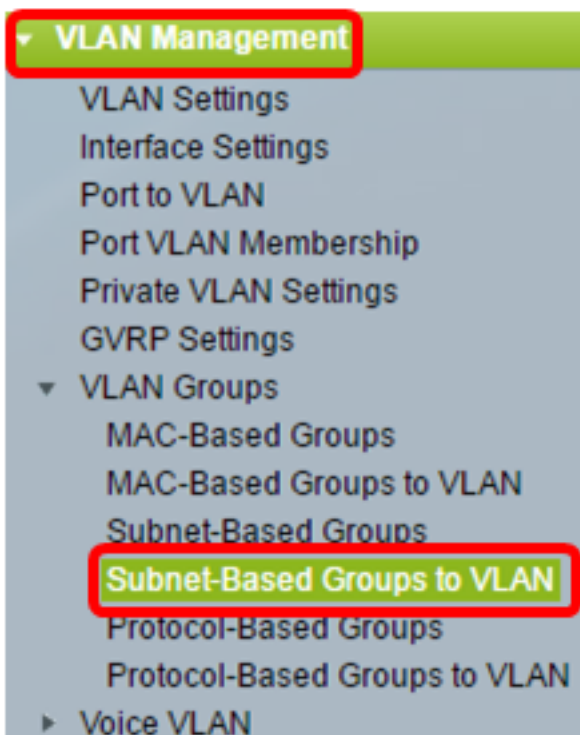 VLAN Management
VLAN Settings
Interface Settings
Port to VLAN
Port VLAN Membership
Private VLAN Settings
GVRP Settings
VLAN Groups
MAC-Based Groups
MAC-Based Groups to VLAN
Subnet-Based Groups
Subnet-Based Groups to VLAN
Protocol-Based Groups
Protocol-Based Groups to VLAN
Voice VLAN